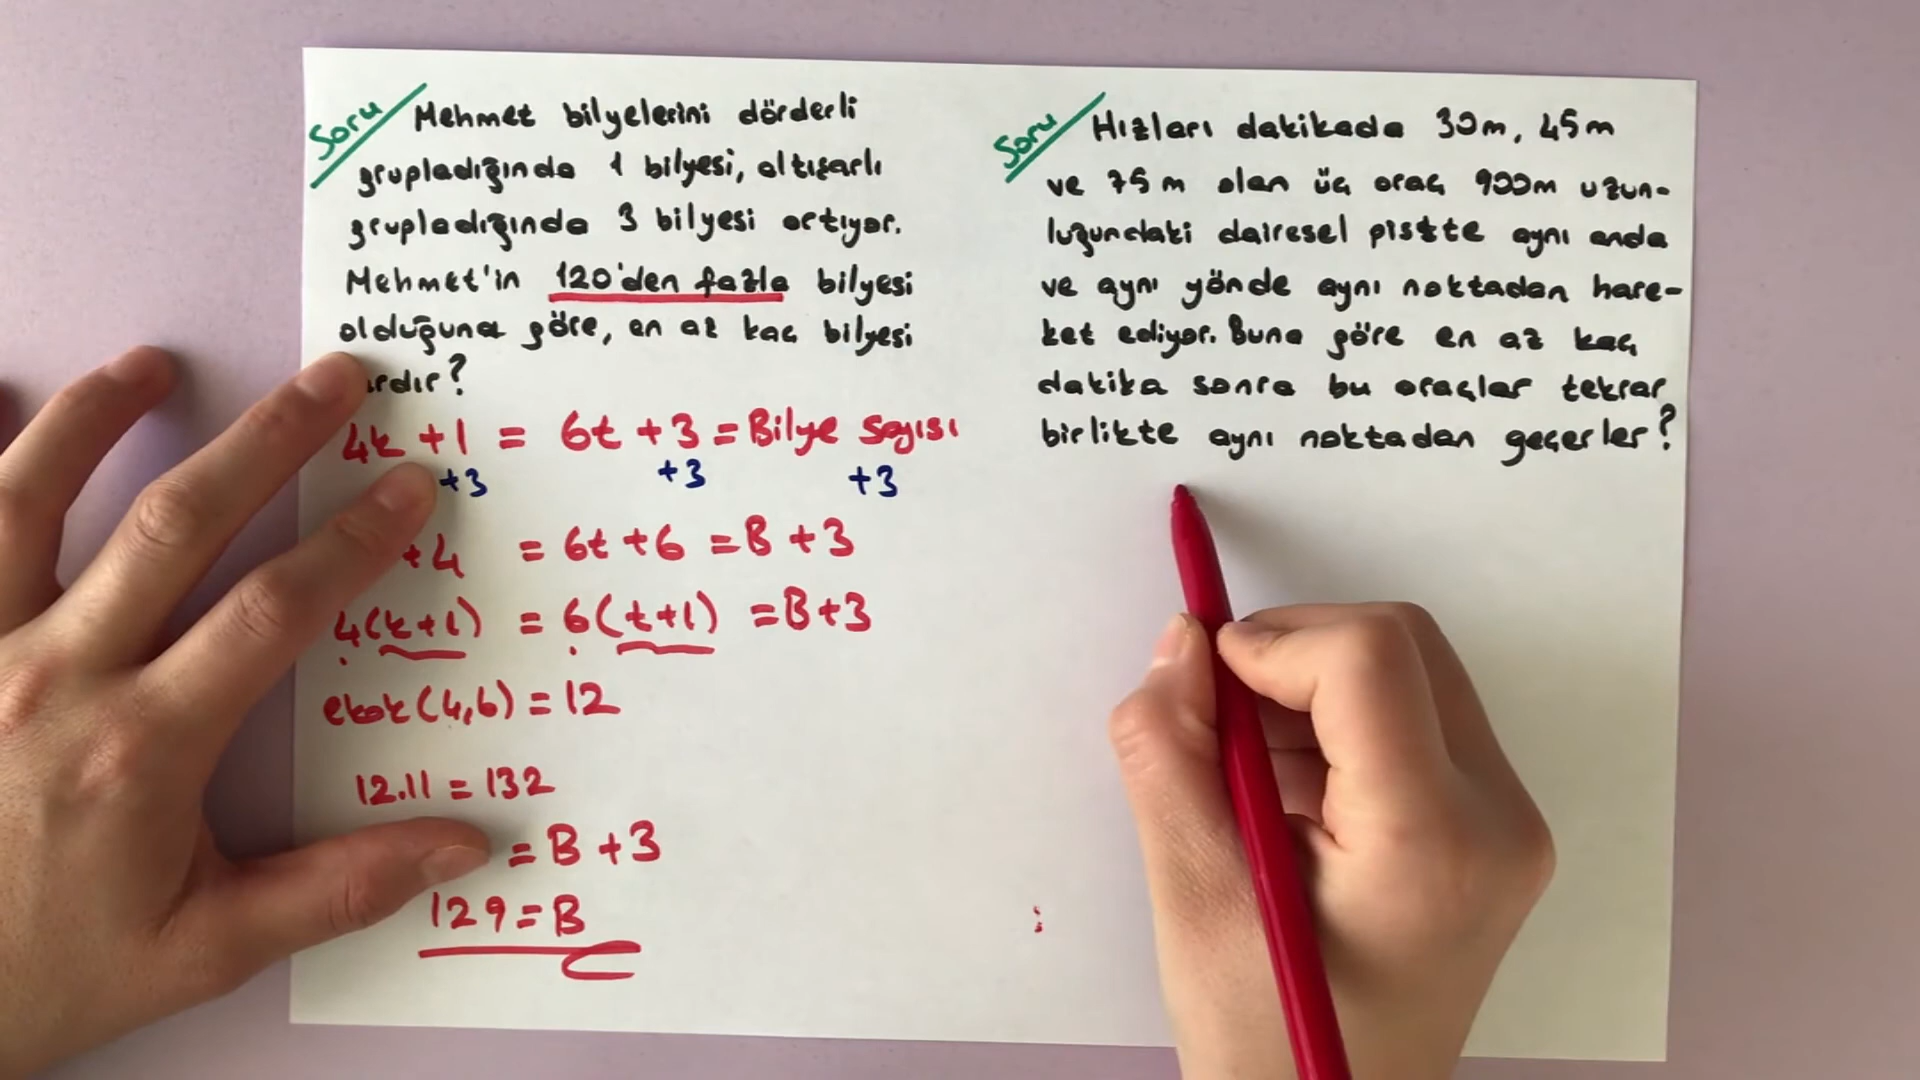 Soru Mehmet bilyelerini dörderli
grupladığında 1 bilyesi, altışarlı
grupladığında 3 bilyesi artıyor.
Mehmet'in 120'den fazla bilyesi
olduğuna göre, en az kaç bilyesi
ardır?
4k +1 = 6t +3 = Bilye sayısı
+3 +3 +3
+4 = 6t +6 = B +3
4(k+1) = 6(t+1) = B+3
ekok(4,6) = 12
12.11 = 132
= B +3
129 = B
Soru Hızları dakikada 30m, 45m
ve 75m olan üç araç 900m uzun-
luğundaki dairesel pistte aynı anda
ve aynı yönde aynı noktadan hare-
ket ediyor. Buna göre en az kaç
dakika sonra bu araçlar tekrar
birlikte aynı noktadan geçerler?